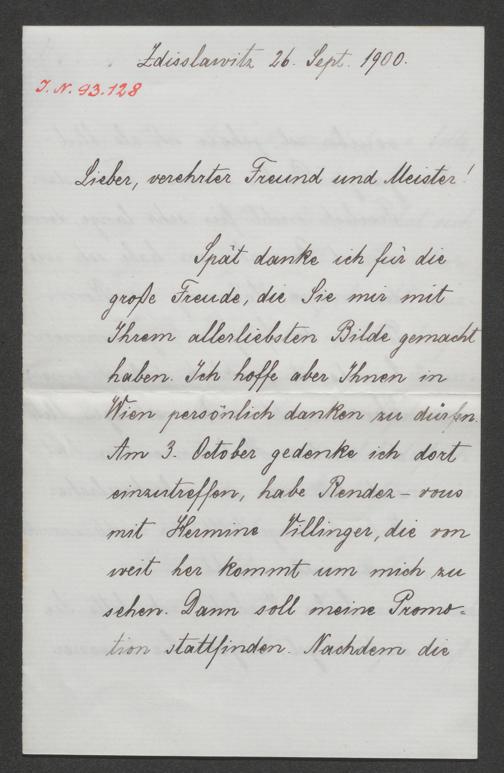 Zdisslawitz 26. Sept. 1900.
J. N. 93.128
Lieber, verehrter Freund und Meister!
Spät danke ich für die
große Freude, die Sie mir mit
Ihrem allerliebsten Bilde gemacht
haben. Ich hoffe aber Ihnen in
Wien persönlich danken zu dürfen.
Am 3. October gedenke ich dort
einzutreffen, habe Rendez-vous
mit Hermine Villinger, die von
weit her kommt um mich zu
sehen. Dann soll meine Promo-
tion stattfinden. Nachdem die